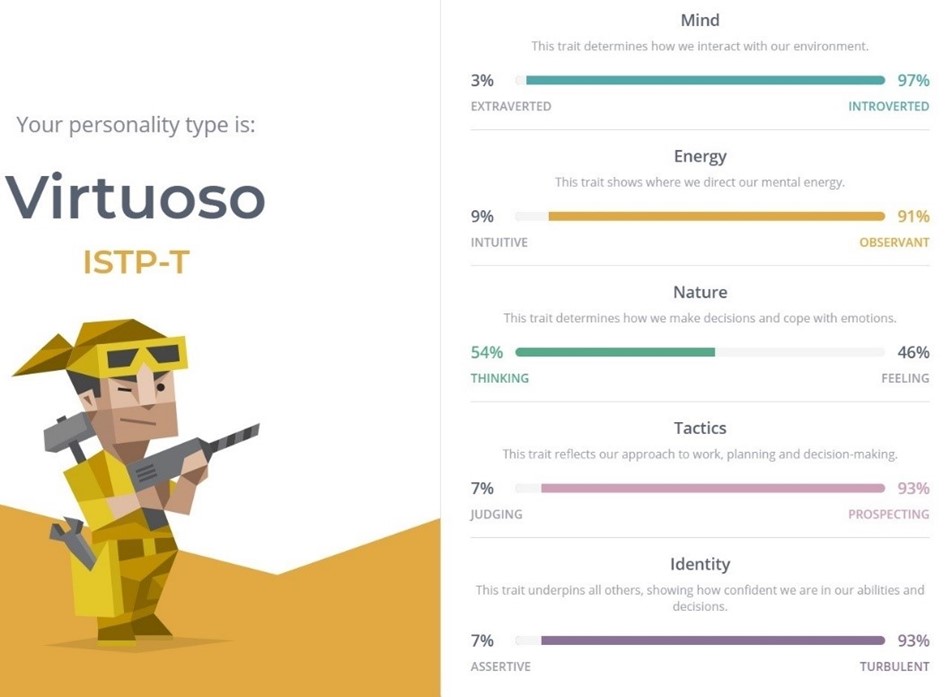 Your personality type is:
Virtuoso
ISTP-T
Mind
This trait determines how we interact with our environment.
3% 97%
EXTRAVERTED INTROVERTED
Energy
This trait shows where we direct our mental energy.
9% 91%
INTUITIVE OBSERVANT
Nature
This trait determines how we make decisions and cope with emotions.
54% 46%
THINKING FEELING
Tactics
This trait reflects our approach to work, planning and decision-making.
7% 93%
JUDGING PROSPECTING
Identity
This trait underpins all others, showing how confident we are in our abilities and
decisions.
7% 93%
ASSERTIVE TURBULENT